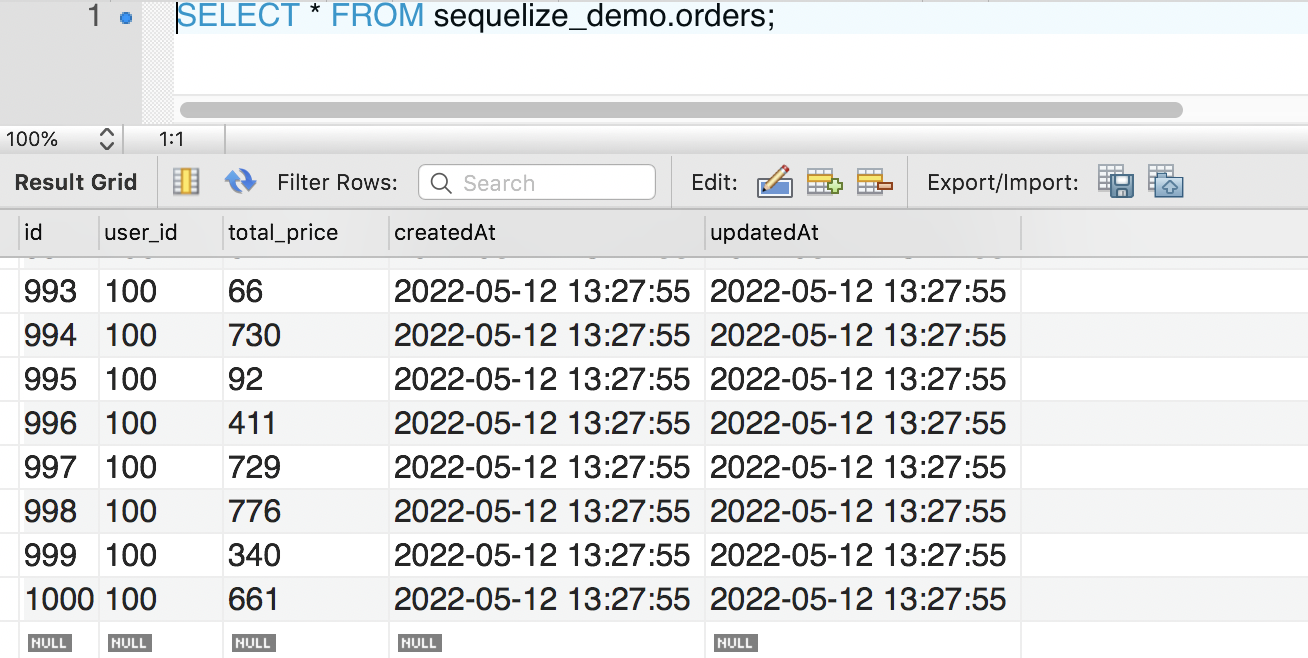 1 SELECT * FROM sequelize_demo.orders;
100% 1:1
Result Grid Filter Rows: Search Edit: Export/Import:
id user_id total_price createdAt updatedAt
993 100 66 2022-05-12 13:27:55 2022-05-12 13:27:55
994 100 730 2022-05-12 13:27:55 2022-05-12 13:27:55
995 100 92 2022-05-12 13:27:55 2022-05-12 13:27:55
996 100 411 2022-05-12 13:27:55 2022-05-12 13:27:55
997 100 729 2022-05-12 13:27:55 2022-05-12 13:27:55
998 100 776 2022-05-12 13:27:55 2022-05-12 13:27:55
999 100 340 2022-05-12 13:27:55 2022-05-12 13:27:55
1000 100 661 2022-05-12 13:27:55 2022-05-12 13:27:55
NULL NULL NULL NULL NULL